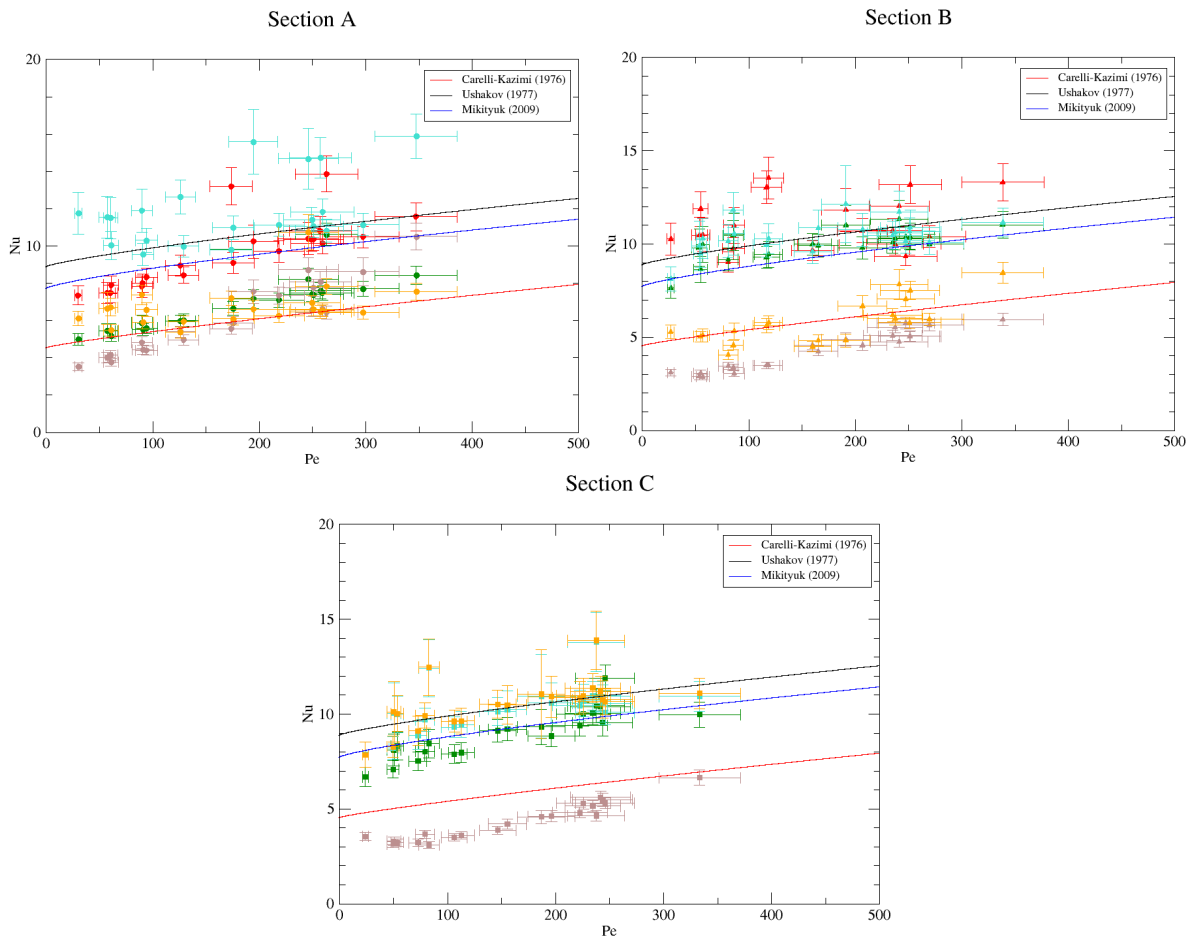 Section A
20
15
10
5
0
Nu
0 100 200 300 400 500
Pe
Carelli-Kazimi (1976)
Ushakov (1977)
Mikityuk (2009)
Section B
20
15
10
5
0
Nu
0 100 200 300 400 500
Pe
Carelli-Kazimi (1976)
Ushakov (1977)
Mikityuk (2009)
Section C
20
15
10
5
0
Nu
0 100 200 300 400 500
Pe
Carelli-Kazimi (1976)
Ushakov (1977)
Mikityuk (2009)